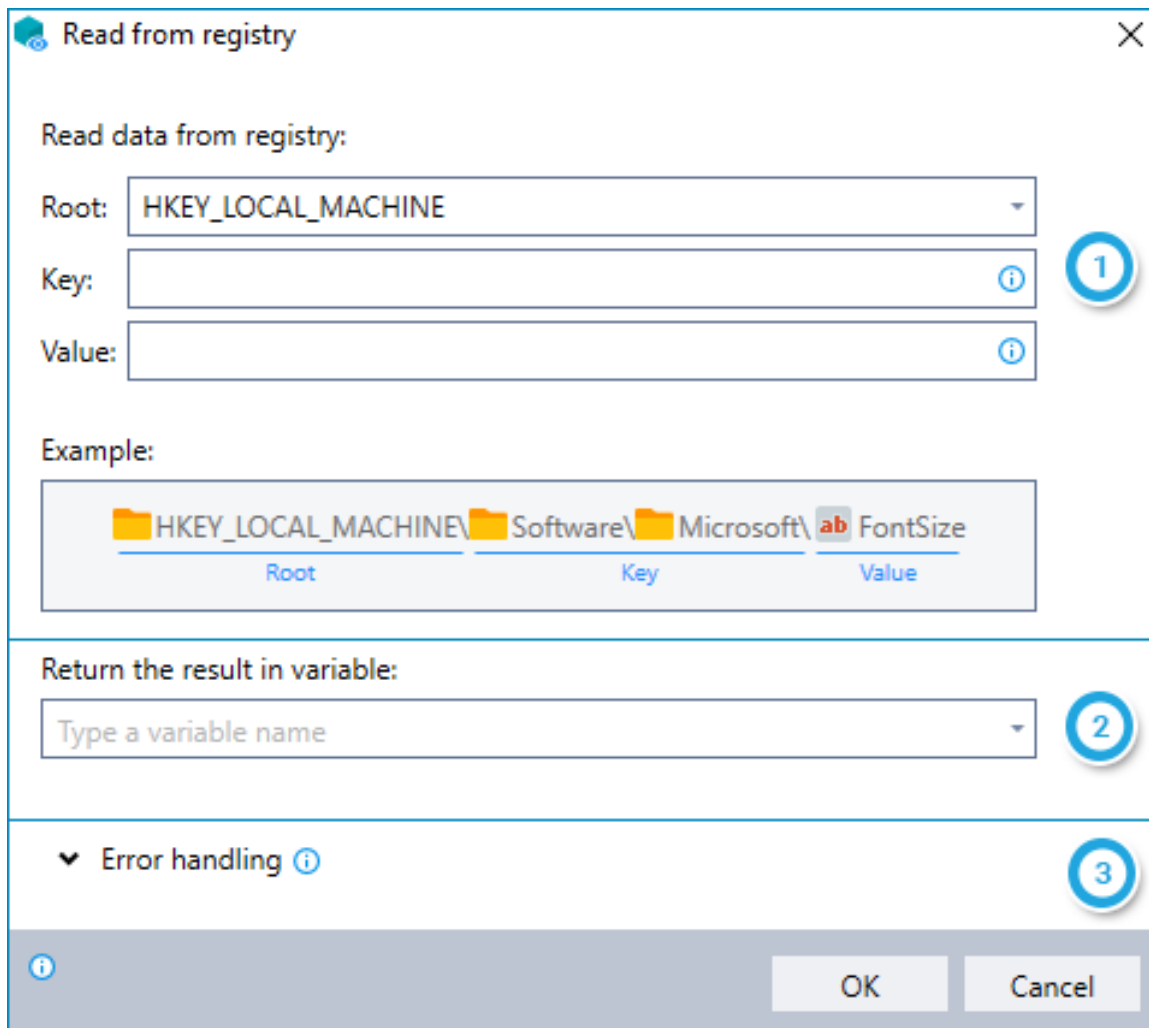 Read from registry
Read data from registry:
Root: HKEY_LOCAL_MACHINE
1
Key:
Value:
Example:
HKEY_LOCAL_MACHINE\ Software\ Microsoft\ ab FontSize
Root Key Value
Return the result in variable:
Type a variable name
2
Error handling
3
OK Cancel